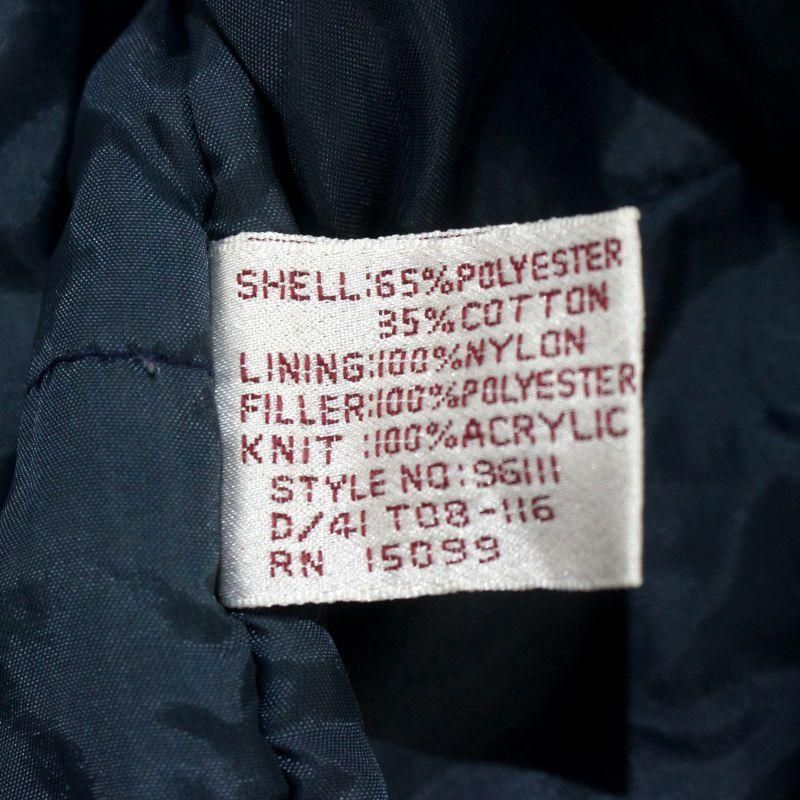 SHELL:65%POLYESTER
35%COTTON
LINING:100%NYLON
FILLER:100%POLYESTER
KNIT :100%ACRYLIC
STYLE NO:9G111
D/41 T08-116
RN 15099